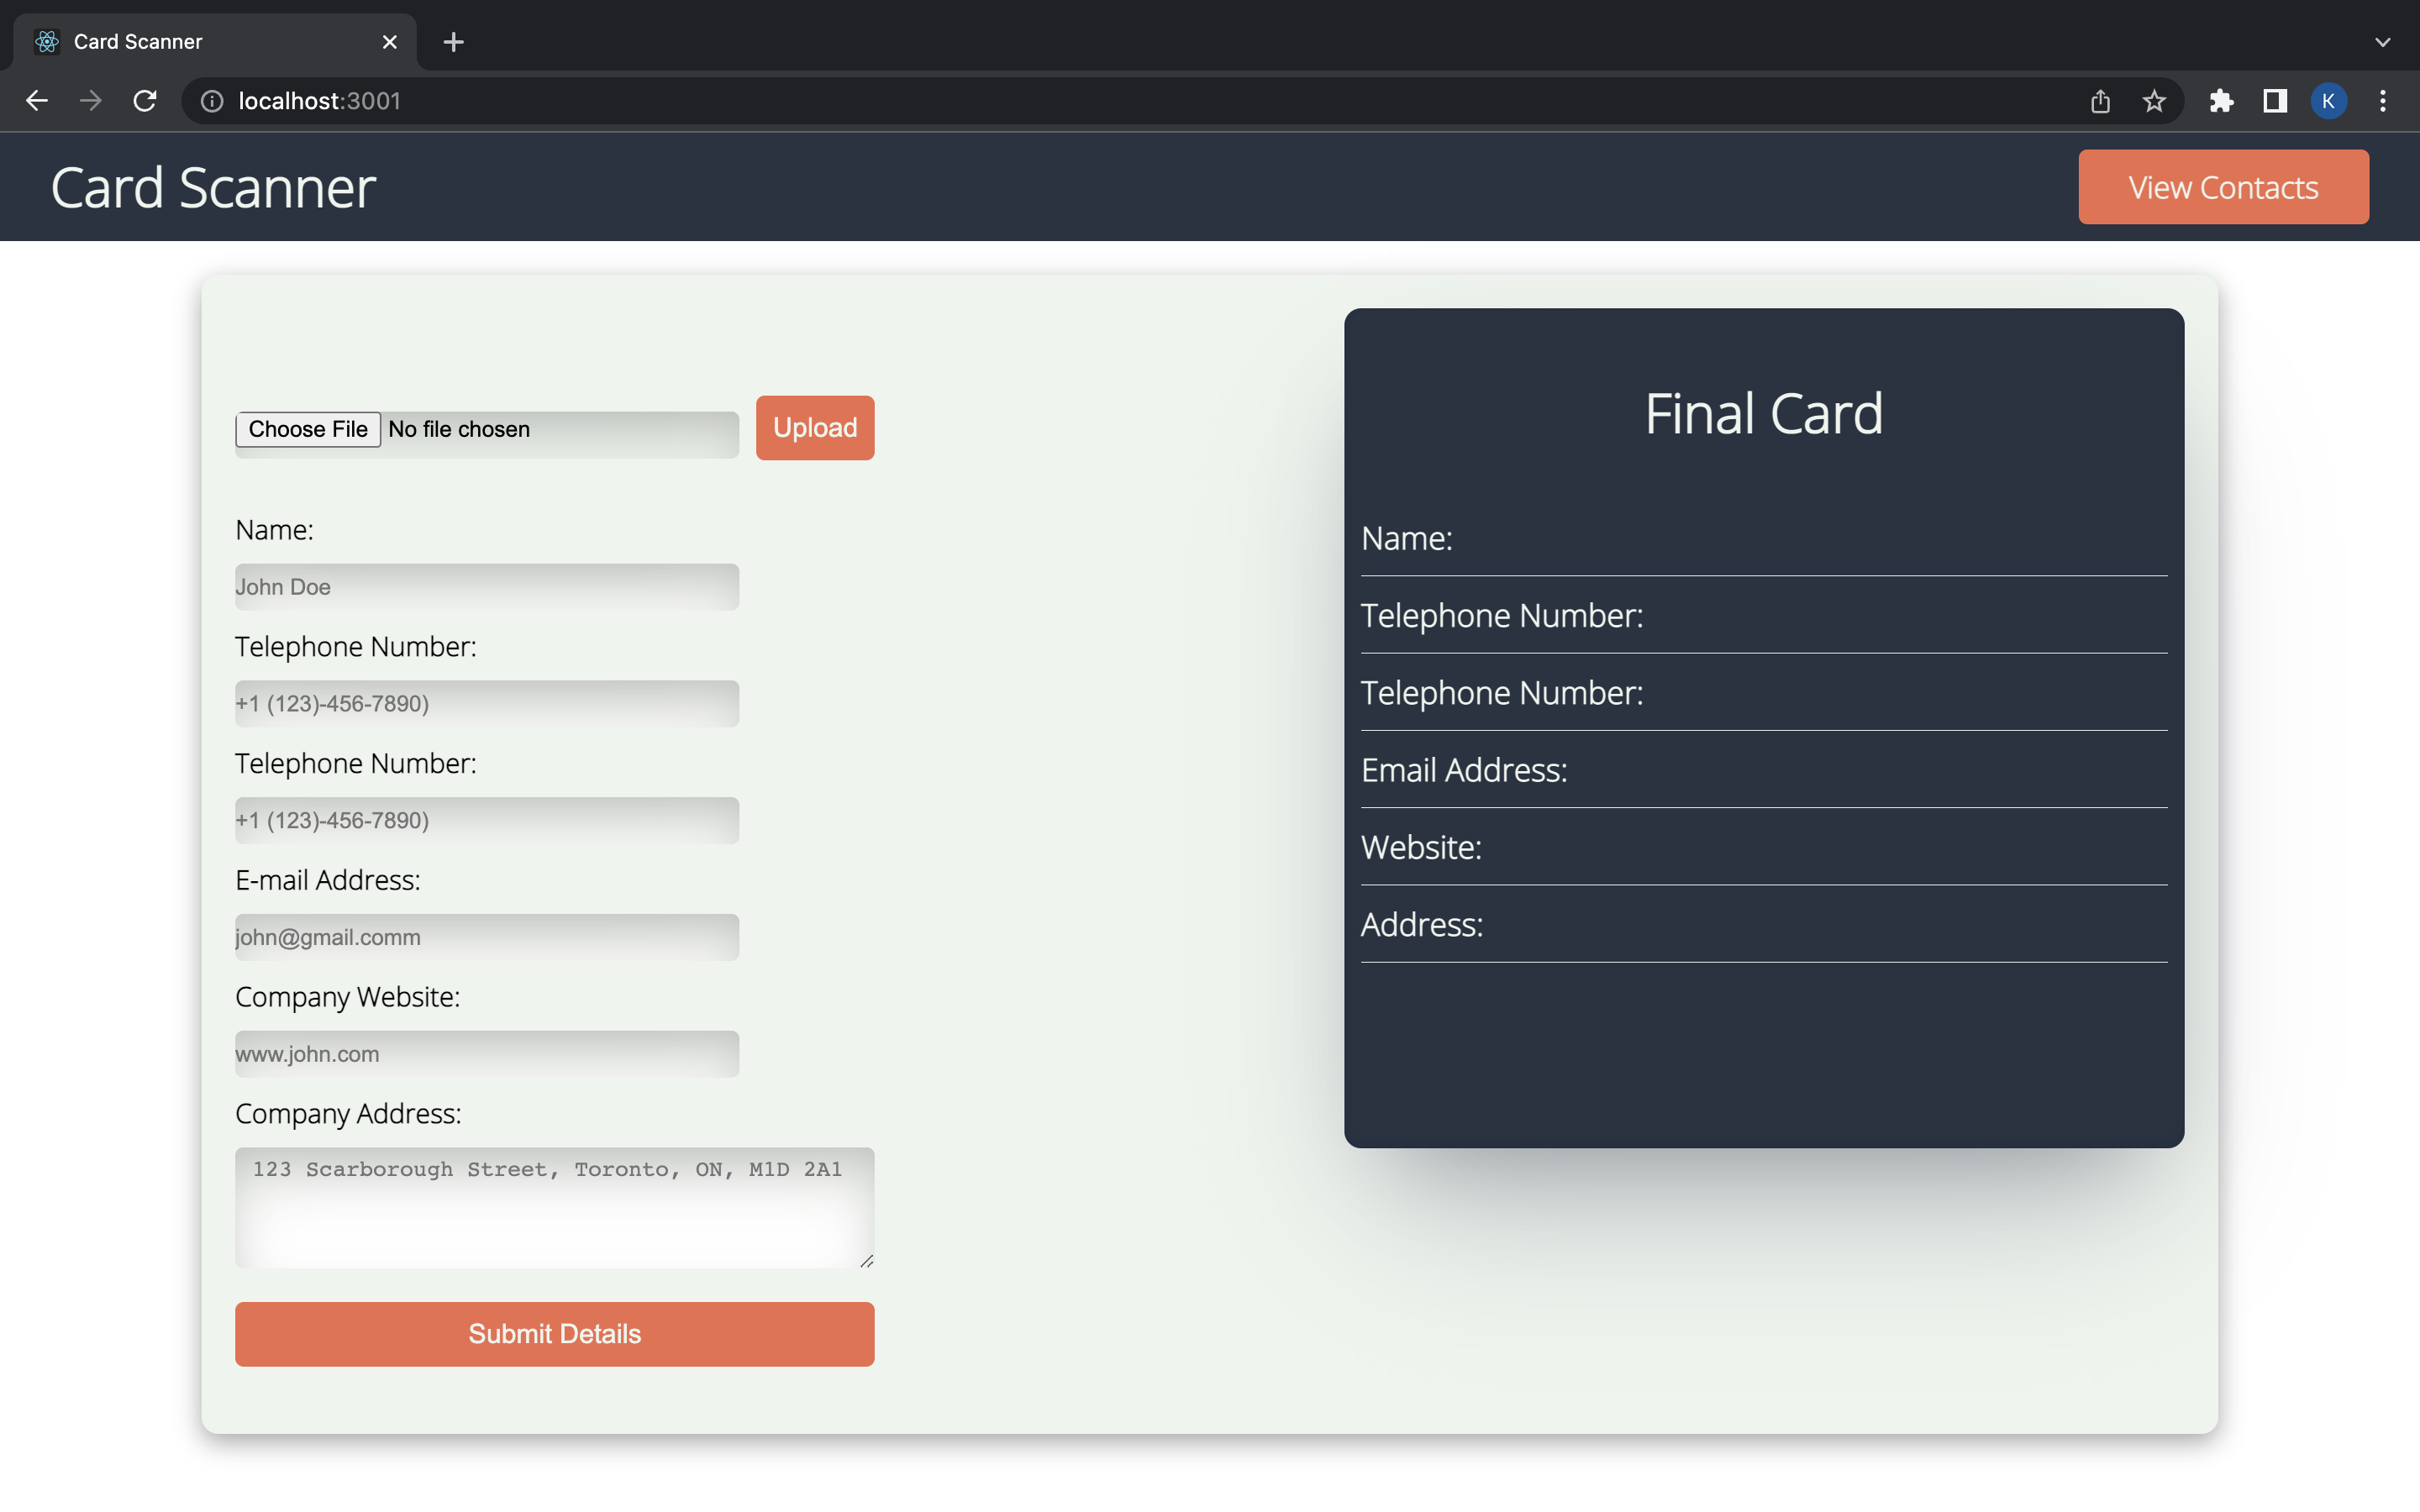 Card Scanner
localhost:3001
K
Card Scanner
View Contacts
Choose File No file chosen
Upload
Name:
John Doe
Telephone Number:
+1 (123)-456-7890)
Telephone Number:
+1 (123)-456-7890)
E-mail Address:
john@gmail.comm
Company Website:
www.john.com
Company Address:
123 Scarborough Street, Toronto, ON, M1D 2A1
Submit Details
Final Card
Name:
Telephone Number:
Telephone Number:
Email Address:
Website:
Address: